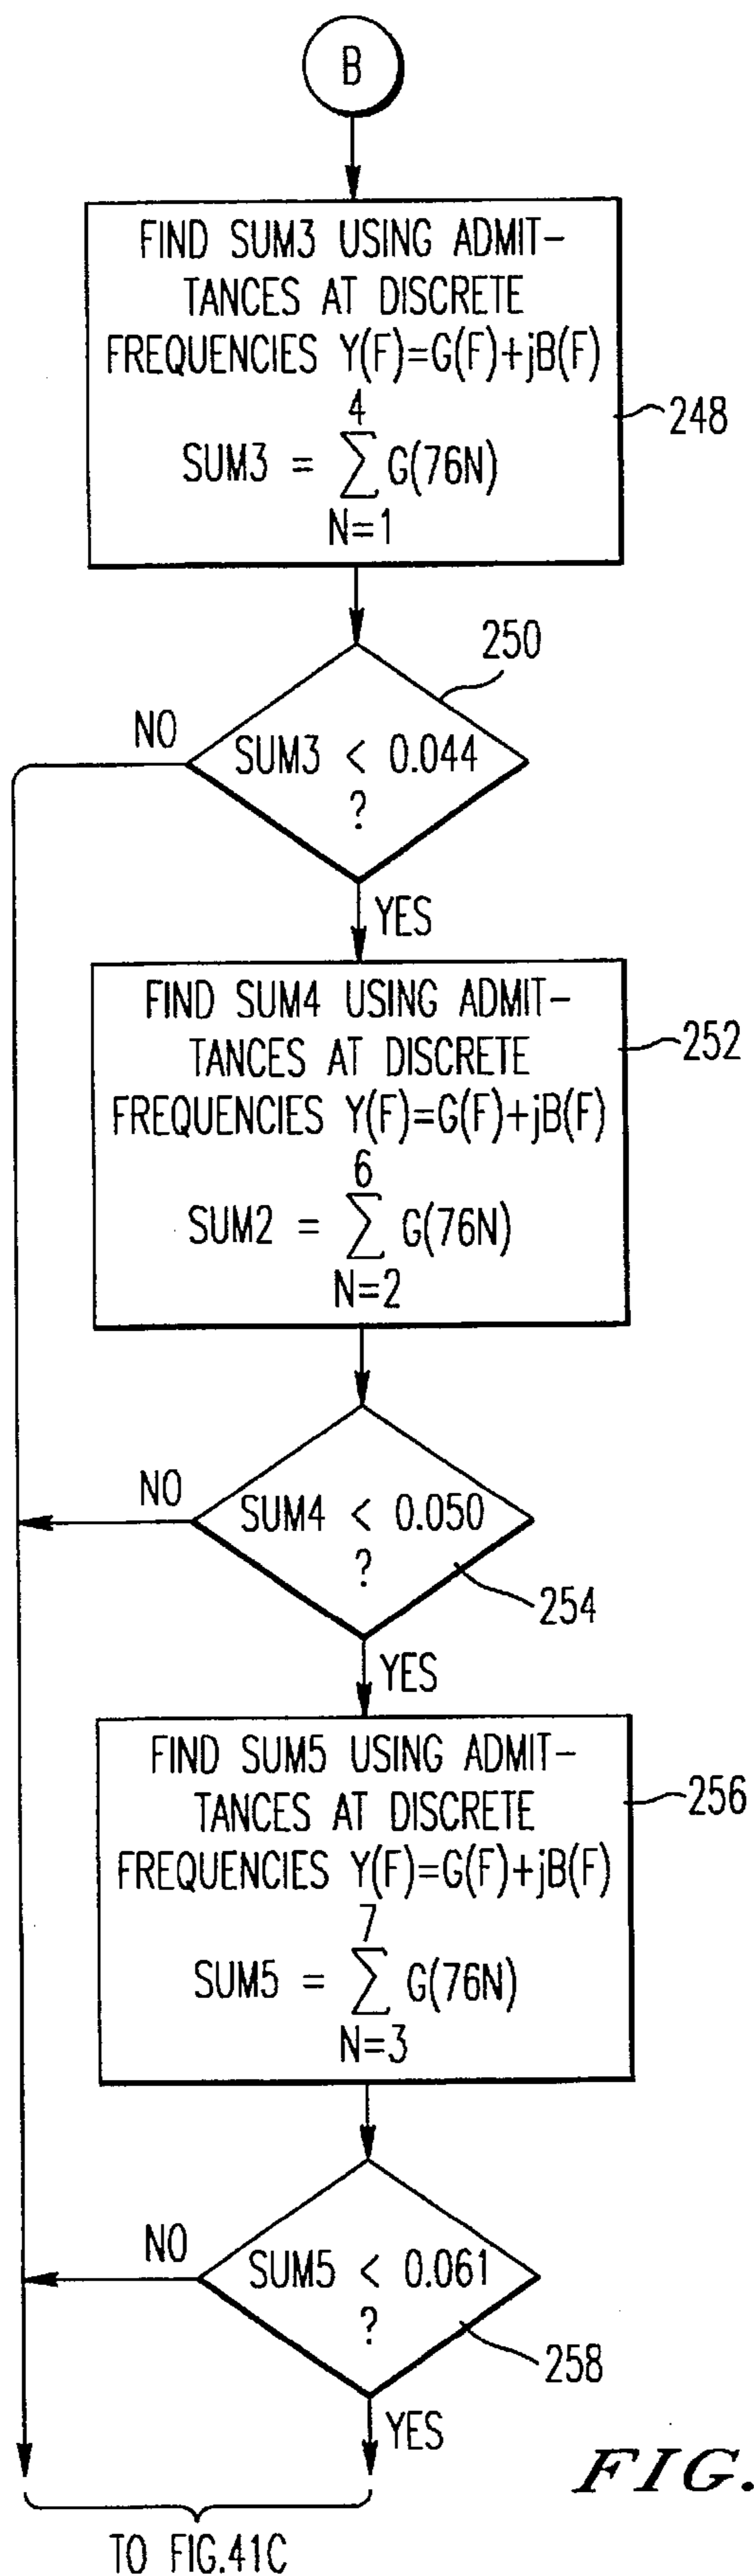 B
FIND SUM3 USING ADMIT-
TANCES AT DISCRETE
FREQUENCIES Y(F)=G(F)+jB(F)
4
SUM3 = ∑ G(76N)
N=1
248
250
NO
SUM3 < 0.044
?
YES
FIND SUM4 USING ADMIT-
TANCES AT DISCRETE
FREQUENCIES Y(F)=G(F)+jB(F)
6
SUM2 = ∑ G(76N)
N=2
252
NO
SUM4 < 0.050
?
254
YES
FIND SUM5 USING ADMIT-
TANCES AT DISCRETE
FREQUENCIES Y(F)=G(F)+jB(F)
7
SUM5 = ∑ G(76N)
N=3
256
NO
SUM5 < 0.061
?
258
YES
FIG.
TO FIG.41C